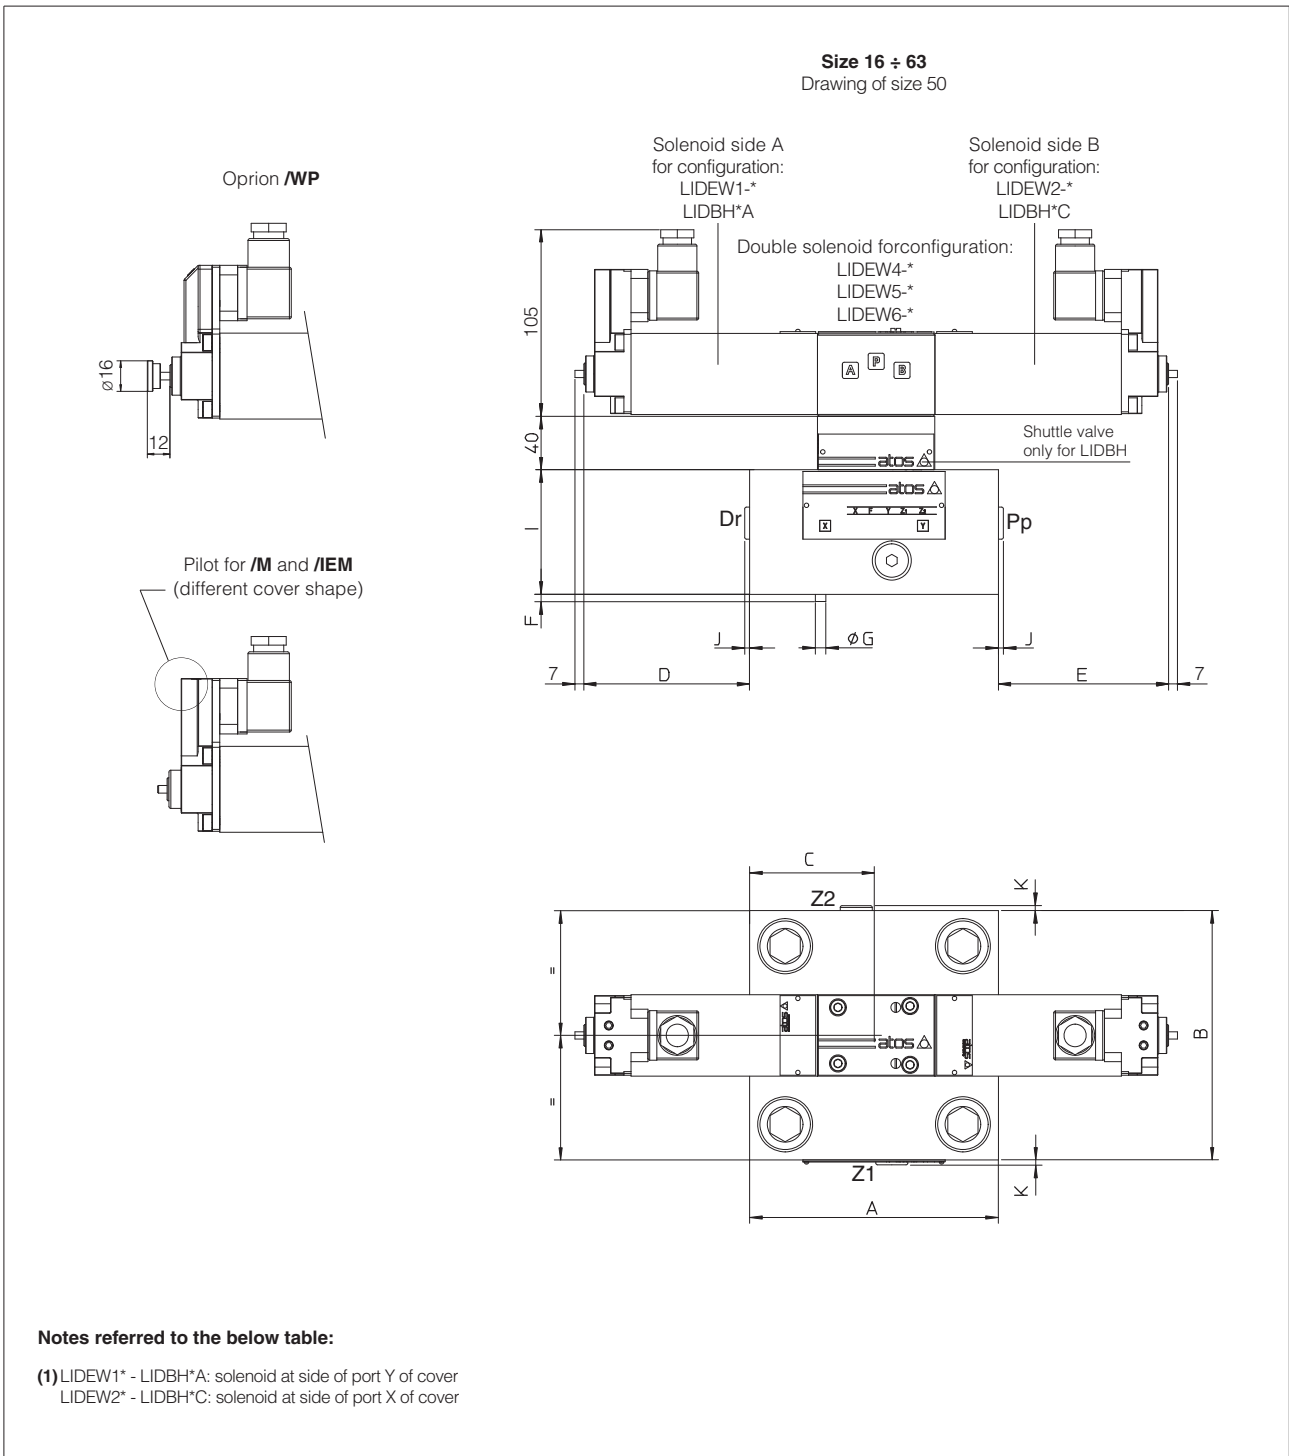 Size 16 ÷ 63
Drawing of size 50
Solenoid side A
for configuration:
LIDEW1-*
LIDBH*A
Solenoid side B
for configuration:
LIDEW2-*
LIDBH*C
Oprion /WP
Double solenoid forconfiguration:
LIDEW4-*
LIDEW5-*
LIDEW6-*
105
A
P
B
Ø16
12
40
Shuttle valve
only for LIDBH
atos
atos
X F Y Z1 Z2
X
Y
Dr
Pp
I
Pilot for /M and /IEM
(different cover shape)
F
J
Ø G
J
7
D
E
7
C
K
Z2
=
atos
atos
atos
B
=
Z1
K
A
Notes referred to the below table:
(1) LIDEW1* - LIDBH*A: solenoid at side of port Y of cover
LIDEW2* - LIDBH*C: solenoid at side of port X of cover